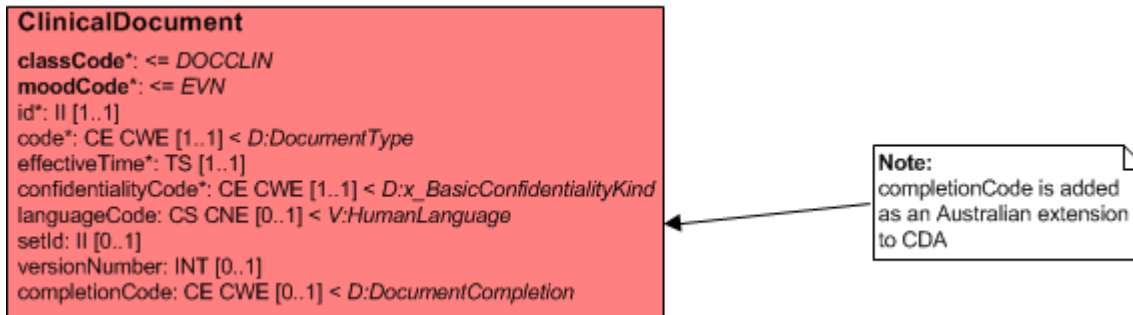 ClinicalDocument
classCode*: <= DOCCLIN
moodCode*: <= EVN
id*: II [1..1]
code*: CE CWE [1..1] < D:DocumentType
effectiveTime*: TS [1..1]
confidentialityCode*: CE CWE [1..1] < D:x_BasicConfidentialityKind
languageCode: CS CNE [0..1] < V:HumanLanguage
setId: II [0..1]
versionNumber: INT [0..1]
completionCode: CE CWE [0..1] < D:DocumentCompletion
Note:
completionCode is added
as an Australian extension
to CDA